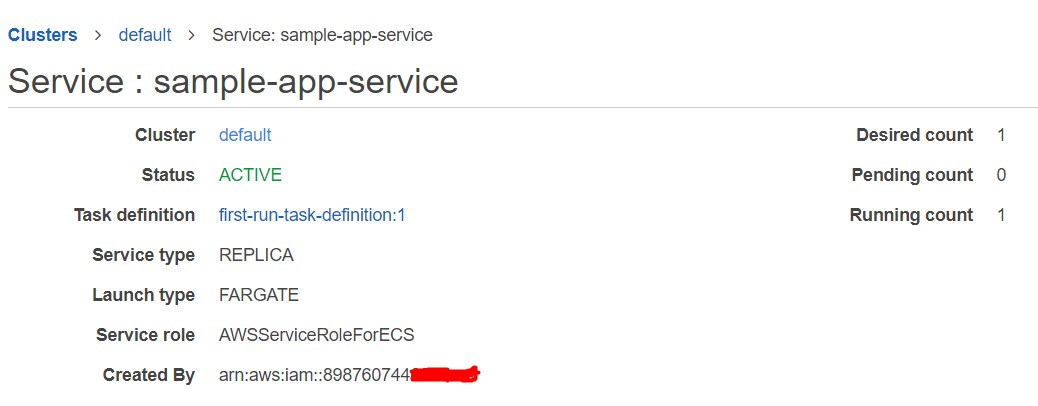 Clusters > default > Service: sample-app-service
Service : sample-app-service
Cluster default Desired count 1
Status ACTIVE Pending count 0
Task definition first-run-task-definition:1 Running count 1
Service type REPLICA
Launch type FARGATE
Service role AWSServiceRoleForECS
Created By arn:aws:iam::898760744